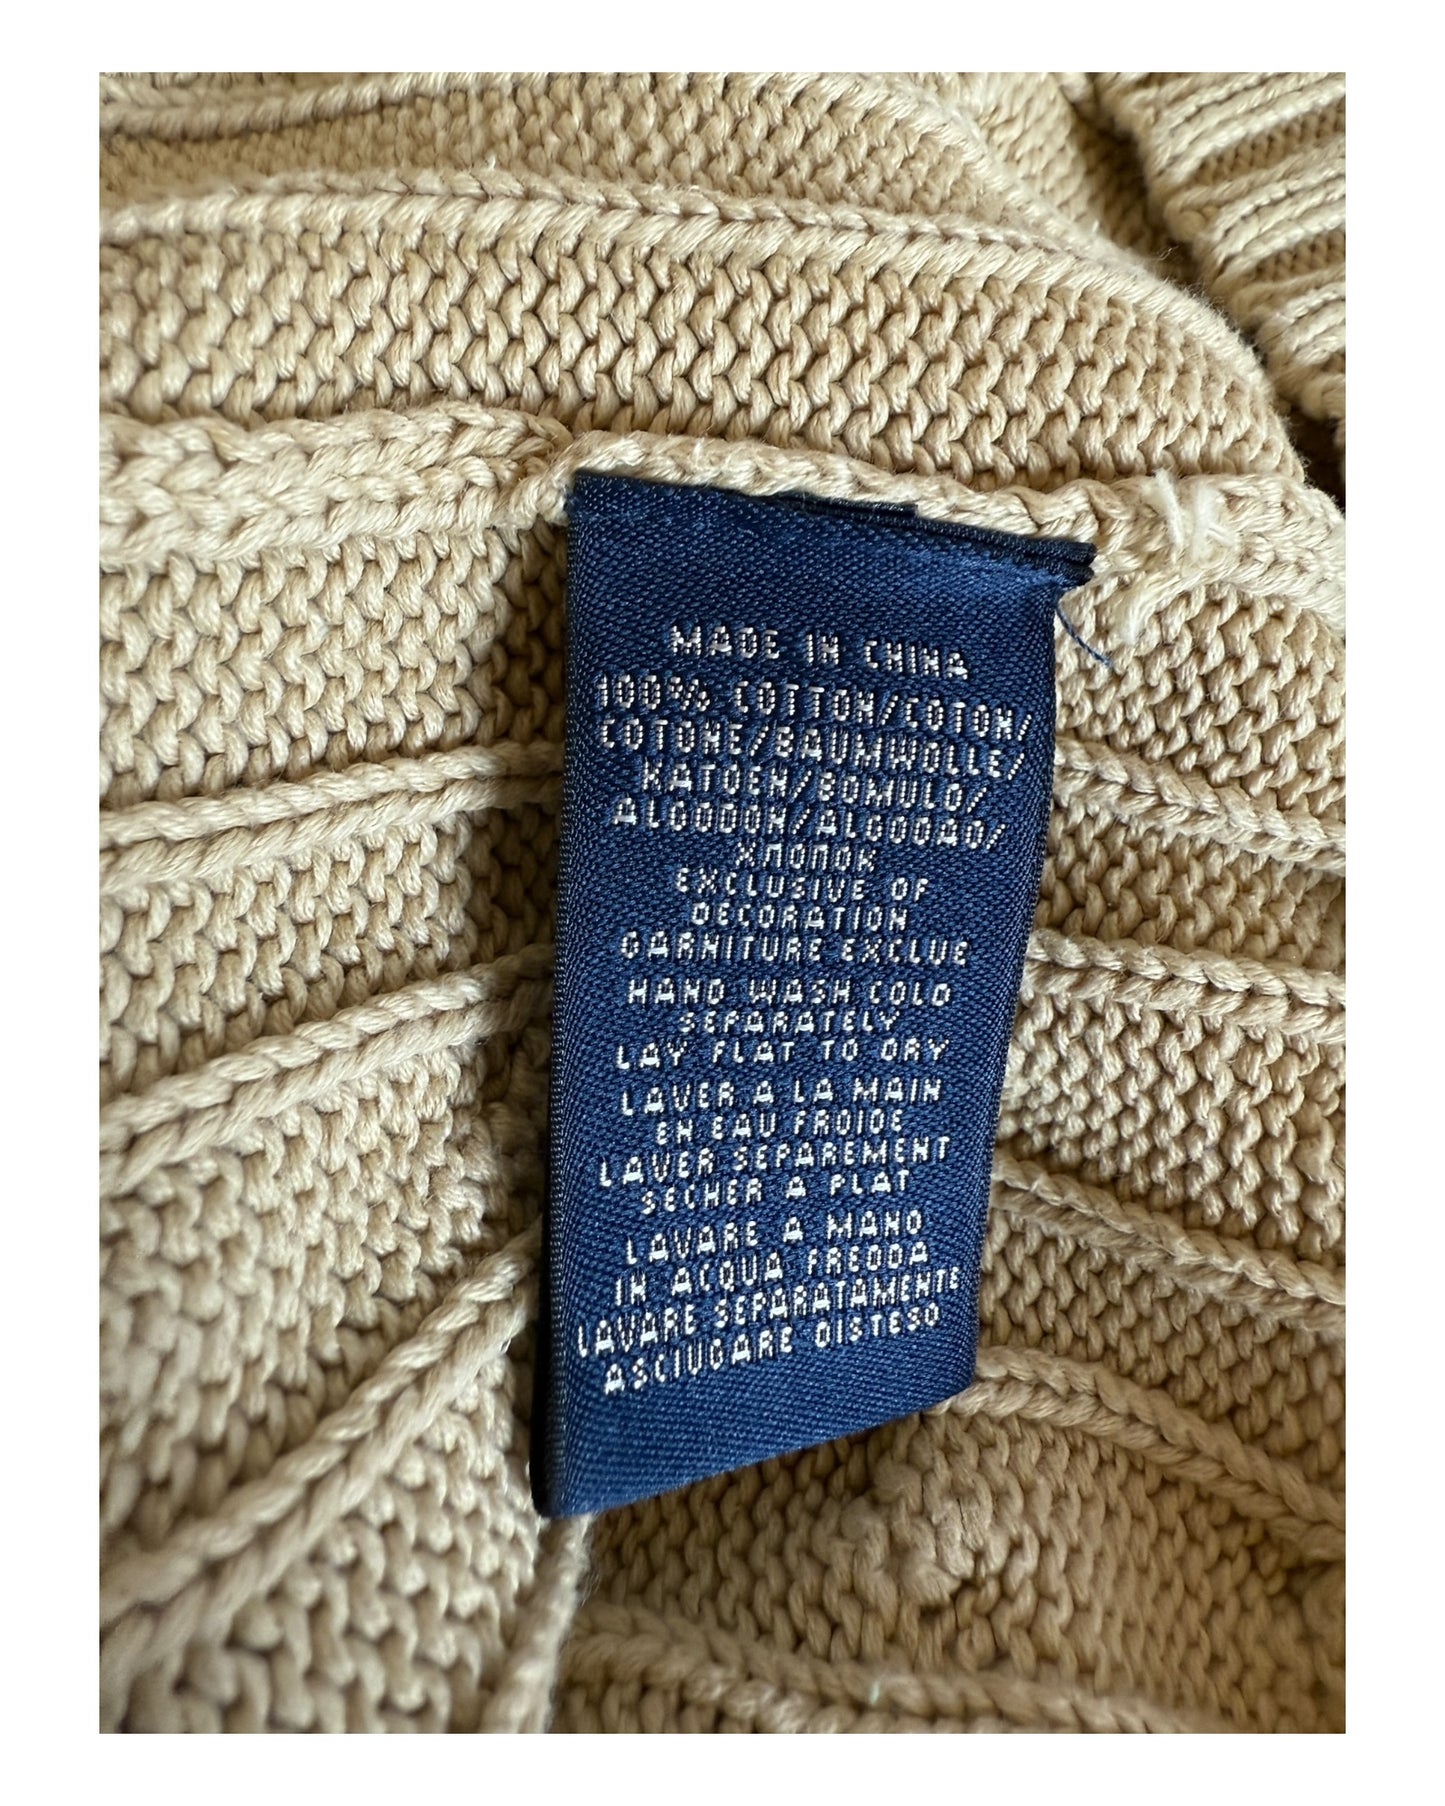 MADE IN CHINA
100% COTTON/COTON/
COTONE/BAUMWOLLE/
KATOEN/BOMULD/
ALGODON/ALGODAO/
ХЛОПОК
EXCLUSIVE OF
DECORATION
GARNITURE EXCLUE
HAND WASH COLD
SEPARATELY
LAY FLAT TO DRY
LAVER A LA MAIN
EN EAU FROIDE
LAVER SEPAREMENT
SECHER A PLAT
LAVARE A MANO
IN ACQUA FREDDA
LAVARE SEPARATAMENTE
ASCIUGARE DISTESO